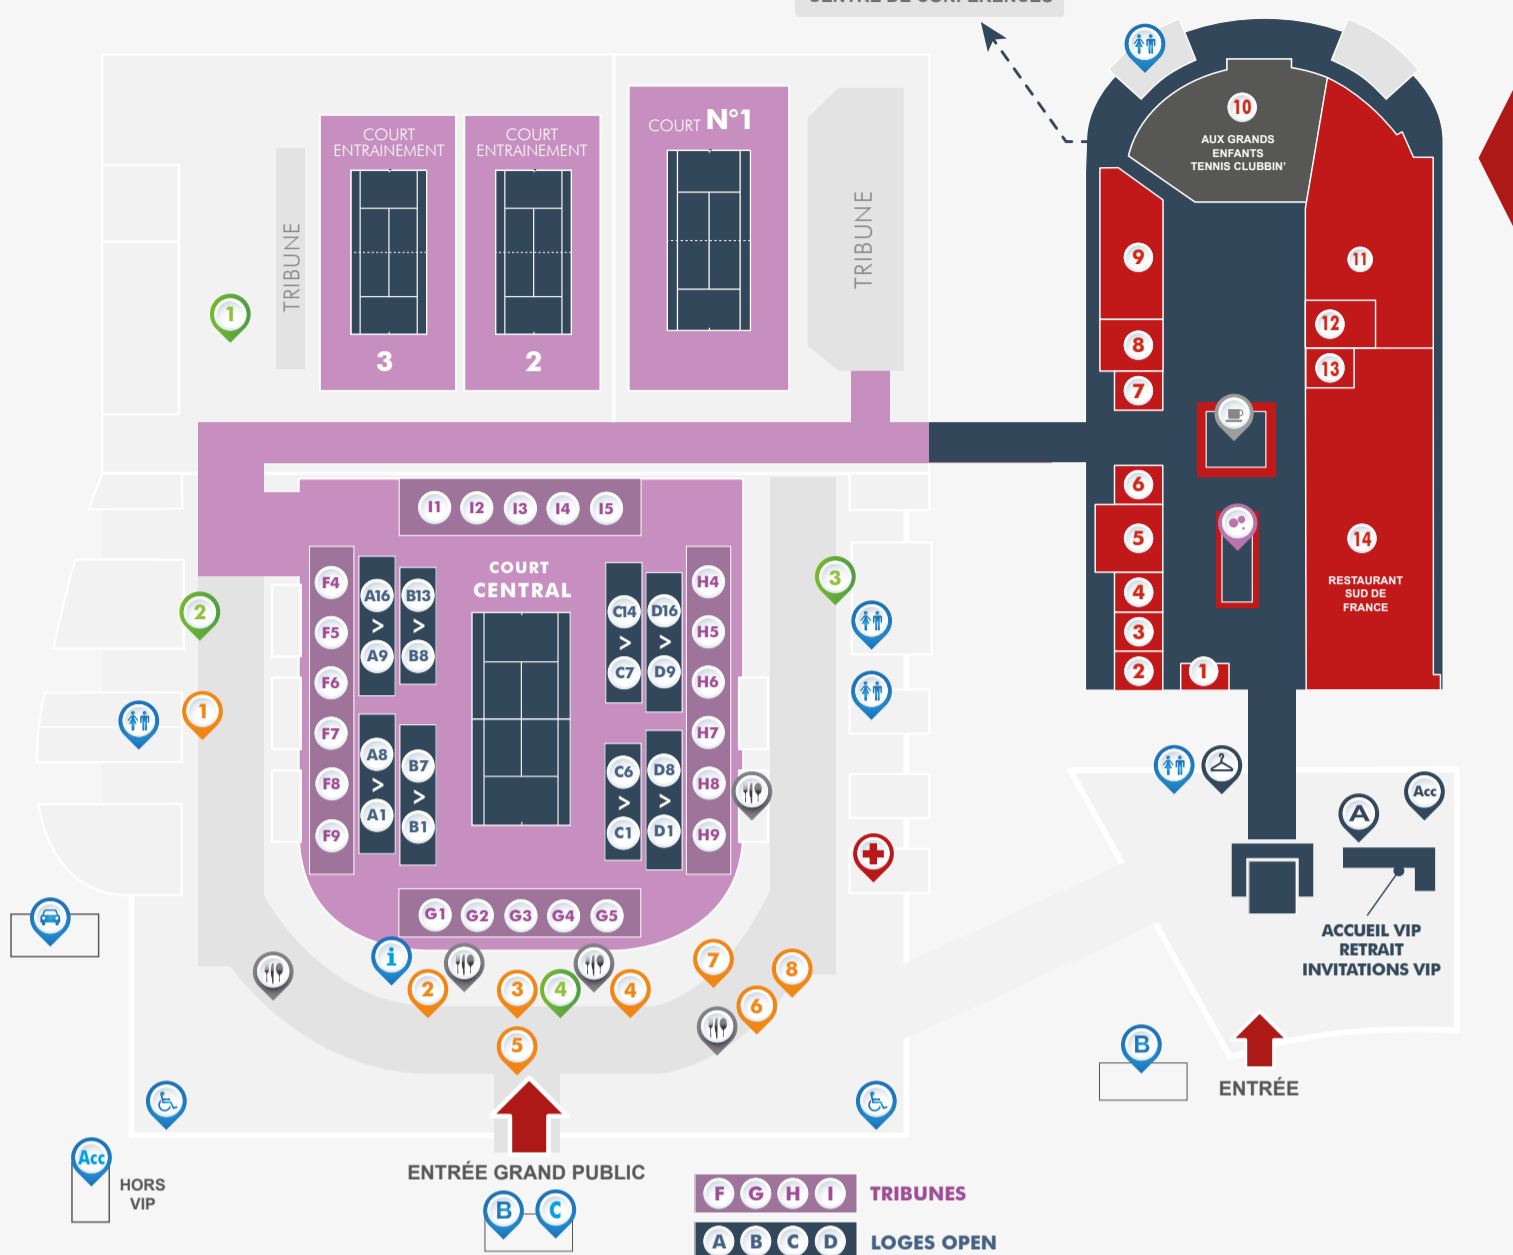 CENTRE DE CONFÉRENCES
10
AUX GRANDS
ENFANTS
TENNIS CLUBBIN'
COURT
ENTRAINEMENT
COURT
ENTRAINEMENT
COURT N°1
TRIBUNE
TRIBUNE
3
2
1
9
8
7
11
12
13
6
5
4
3
2
1
14
RESTAURANT
SUD DE
FRANCE
I1 I2 I3 I4 I5
COURT
CENTRAL
F4
F5
F6
F7
F8
F9
A16
>
A9
B13
>
B8
A8
>
A1
B7
>
B1
C14
>
C7
D16
>
D9
C6
>
C1
D8
>
D1
H4
H5
H6
H7
H8
H9
G1 G2 G3 G4 G5
2
1
3
i
2
3
4
4
5
7
8
6
A
Acc
ACCUEIL VIP
RETRAIT
INVITATIONS VIP
B
ENTRÉE
Acc
HORS
VIP
ENTRÉE GRAND PUBLIC
B C
F G H I TRIBUNES
A B C D LOGES OPEN